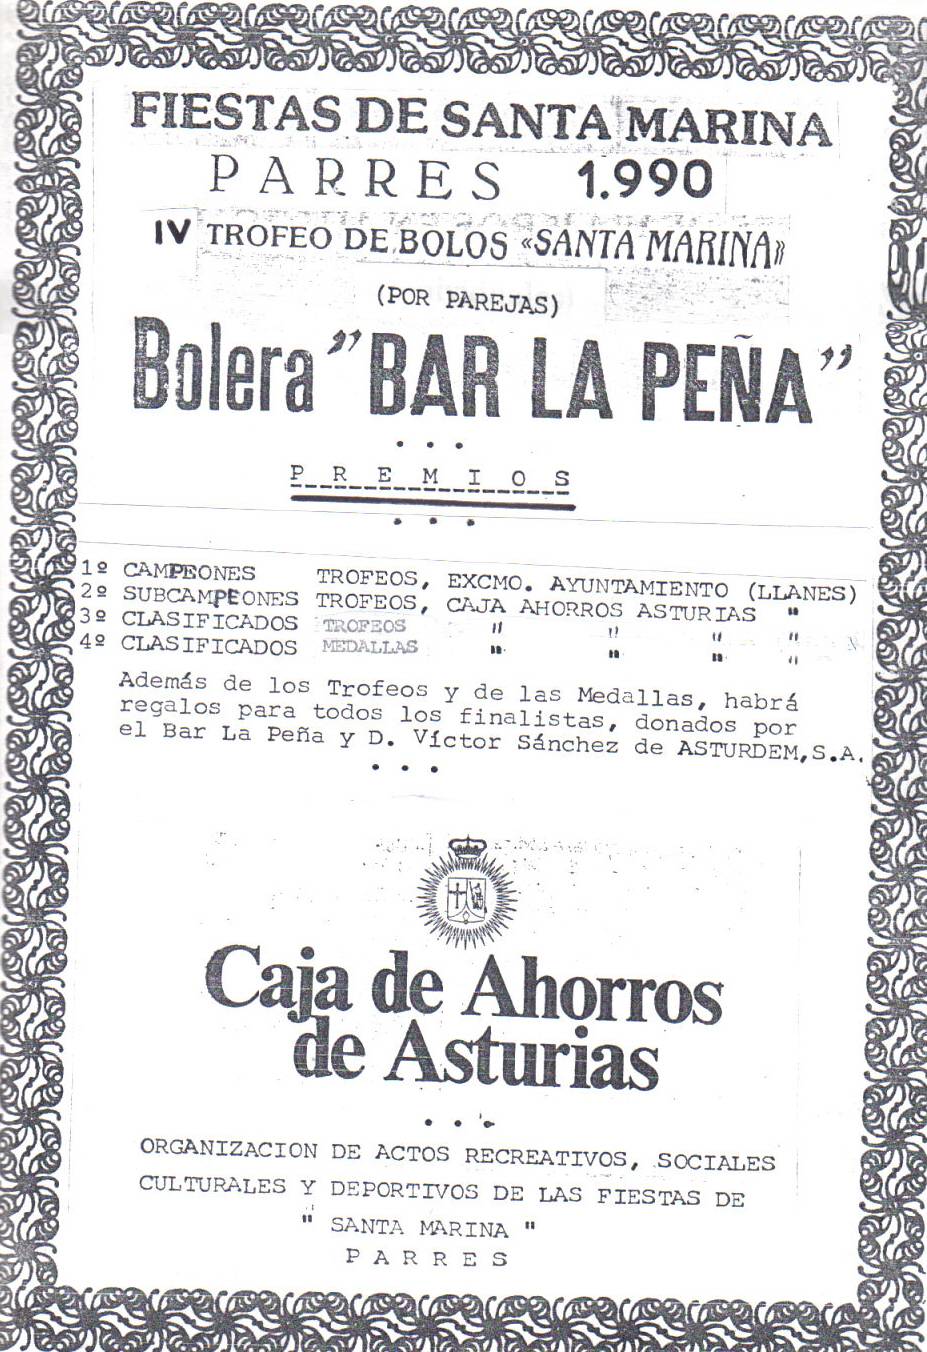 FIESTAS DE SANTA MARINA
PARRES 1.990
IV TROFEO DE BOLOS «SANTA MARINA»
(POR PAREJAS)
Bolera "BAR LA PEÑA"
...
PREMIOS
...
1º CAMPEONES TROFEOS, EXCMO. AYUNTAMIENTO (LLANES)
2º SUBCAMPEONES TROFEOS, CAJA AHORROS ASTURIAS "
3º CLASIFICADOS TROFEOS " " " "
4º CLASIFICADOS MEDALLAS " " " "
Además de los Trofeos y de las Medallas, habrá
regalos para todos los finalistas, donados por
el Bar La Peña y D. Víctor Sánchez de ASTURDEM,S.A.
...
Caja de Ahorros
de Asturias
...
ORGANIZACION DE ACTOS RECREATIVOS, SOCIALES
CULTURALES Y DEPORTIVOS DE LAS FIESTAS DE
" SANTA MARINA "
PARRES